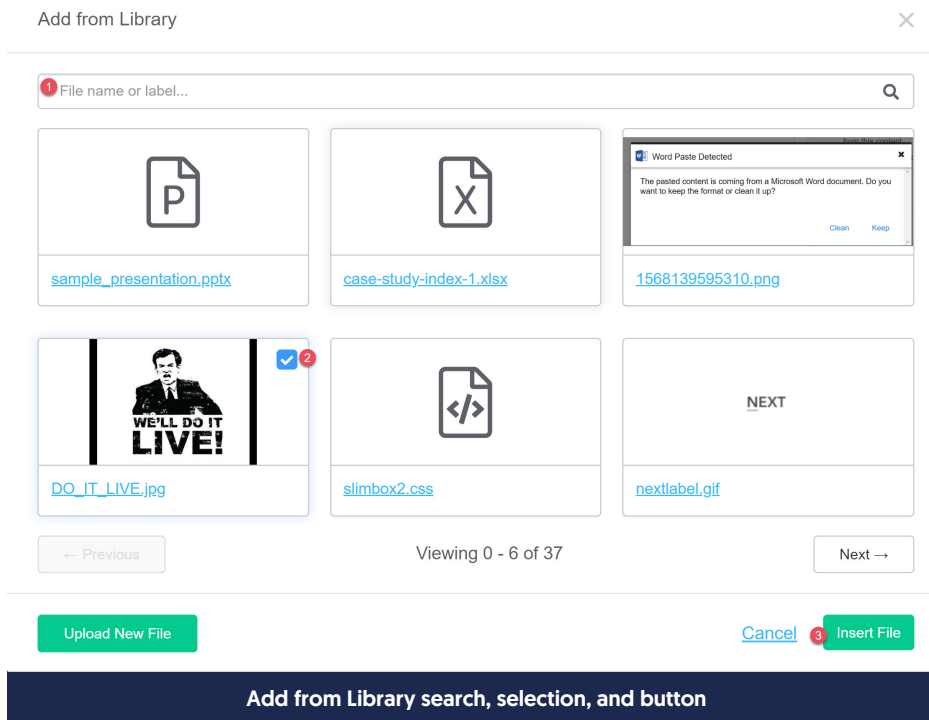 Add from Library
×
1 File name or label...
from this content
W Word Paste Detected ×
The pasted content is coming from a Microsoft Word document. Do you
want to keep the format or clean it up?
Clean Keep
P
X
sample_presentation.pptx
case-study-index-1.xlsx
1568139595310.png
2
WE'LL DO IT
LIVE!
</>
NEXT
DO_IT_LIVE.jpg
slimbox2.css
nextlabel.gif
← Previous
Viewing 0 - 6 of 37
Next →
Upload New File
Cancel
3
Insert File
Add from Library search, selection, and button